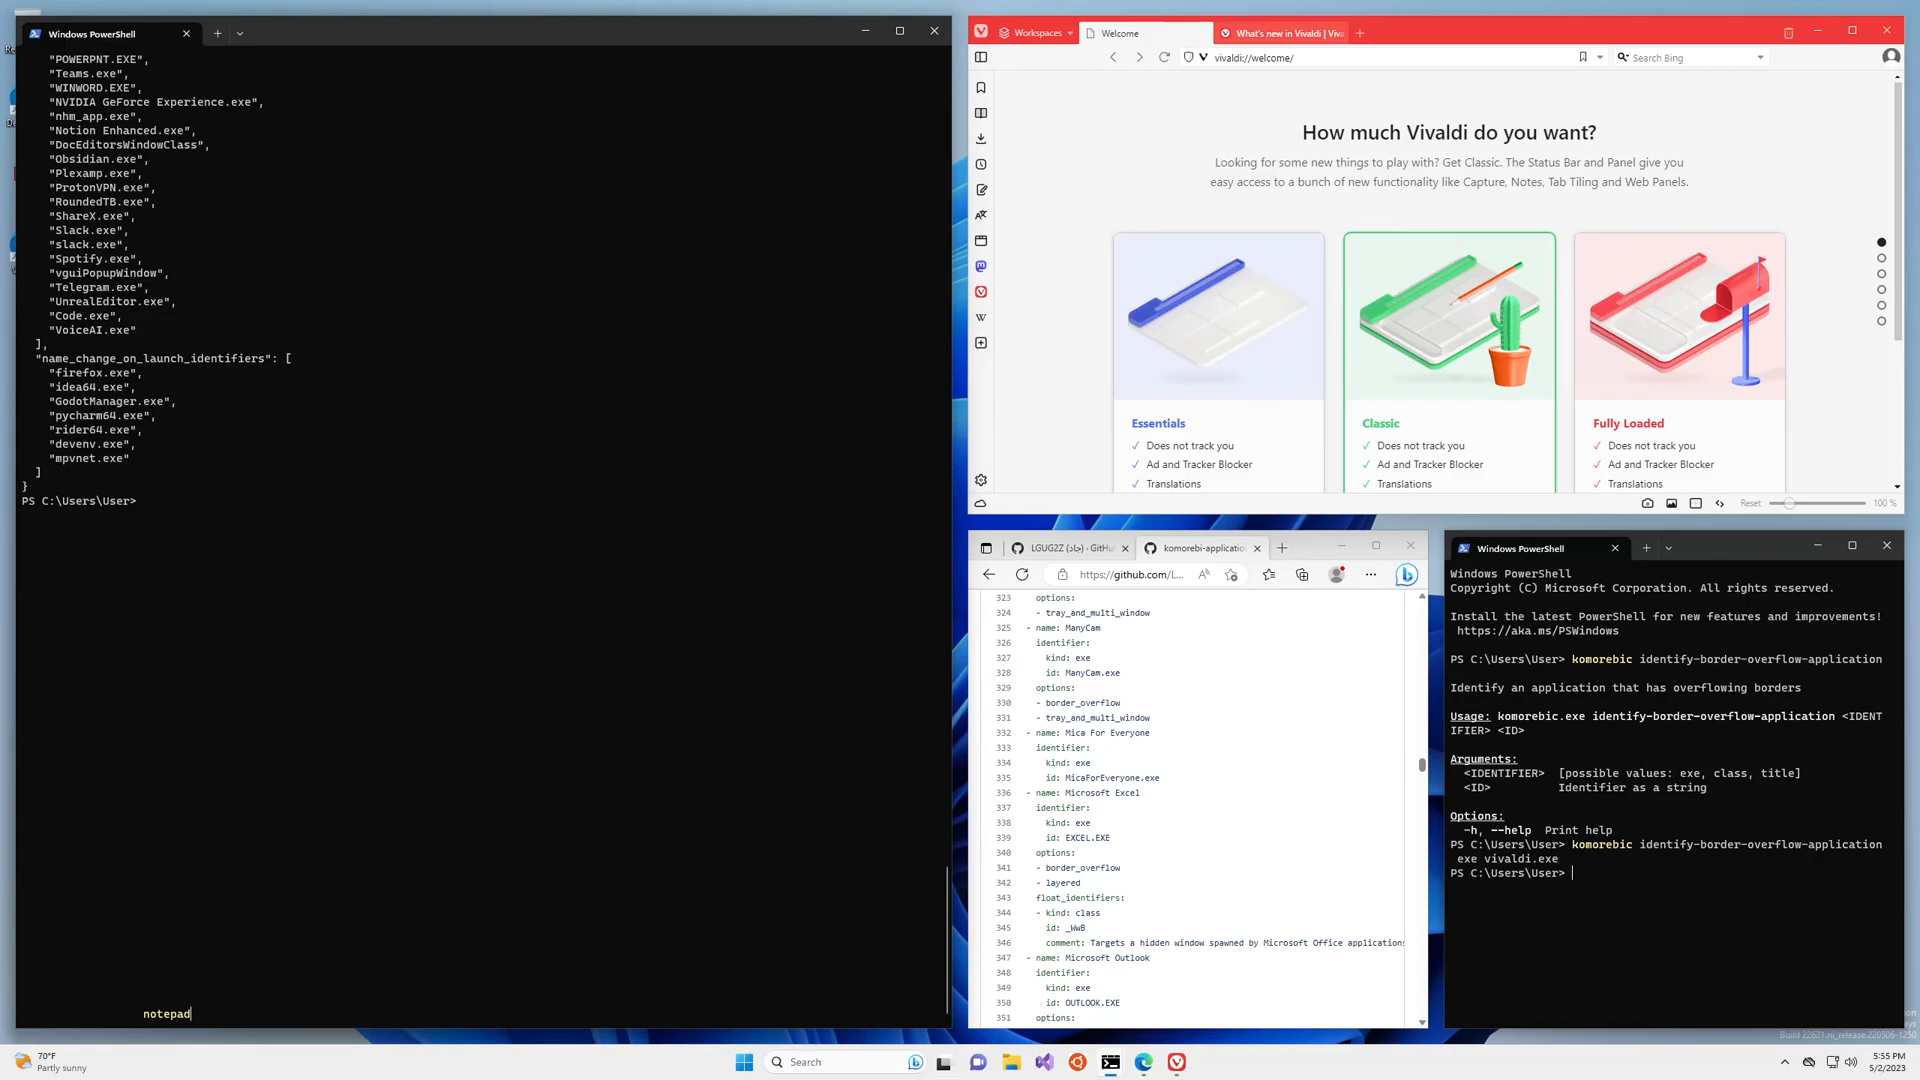 Windows PowerShell
"POWERPNT.EXE",
"Teams.exe",
"WINWORD.EXE",
"NVIDIA GeForce Experience.exe",
"nhm_app.exe",
"Notion Enhanced.exe",
"DocEditorsWindowClass",
"Obsidian.exe",
"Plexamp.exe",
"ProtonVPN.exe",
"RoundedTB.exe",
"ShareX.exe",
"Slack.exe",
"slack.exe",
"Spotify.exe",
"vguiPopupWindow",
"Telegram.exe",
"UnrealEditor.exe",
"Code.exe",
"VoiceAI.exe"
],
"name_change_on_launch_identifiers": [
"firefox.exe",
"idea64.exe",
"GodotManager.exe",
"pycharm64.exe",
"rider64.exe",
"devenv.exe",
"mpvnet.exe"
]
}
PS C:\Users\User>
notepad
Workspaces
Welcome
What's new in Vivaldi | Viva
vivaldi://welcome/
Search Bing
How much Vivaldi do you want?
Looking for some new things to play with? Get Classic. The Status Bar and Panel give you
easy access to a bunch of new functionality like Capture, Notes, Tab Tiling and Web Panels.
Essentials
✓ Does not track you
✓ Ad and Tracker Blocker
✓ Translations
Classic
✓ Does not track you
✓ Ad and Tracker Blocker
✓ Translations
Fully Loaded
✓ Does not track you
✓ Ad and Tracker Blocker
✓ Translations
Reset
100 %
LGUG2Z (جاد) · GitHu
komorebi-application
https://github.com/L...
323 options:
324 - tray_and_multi_window
325 - name: ManyCam
326 identifier:
327 kind: exe
328 id: ManyCam.exe
329 options:
330 - border_overflow
331 - tray_and_multi_window
332 - name: Mica For Everyone
333 identifier:
334 kind: exe
335 id: MicaForEveryone.exe
336 - name: Microsoft Excel
337 identifier:
338 kind: exe
339 id: EXCEL.EXE
340 options:
341 - border_overflow
342 - layered
343 float_identifiers:
344 - kind: class
345 id: _WwB
346 comment: Targets a hidden window spawned by Microsoft Office applications
347 - name: Microsoft Outlook
348 identifier:
349 kind: exe
350 id: OUTLOOK.EXE
351 options:
Windows PowerShell
Windows PowerShell
Copyright (C) Microsoft Corporation. All rights reserved.
Install the latest PowerShell for new features and improvements!
https://aka.ms/PSWindows
PS C:\Users\User> komorebic identify-border-overflow-application
Identify an application that has overflowing borders
Usage: komorebic.exe identify-border-overflow-application <IDENT
IFIER> <ID>
Arguments:
<IDENTIFIER> [possible values: exe, class, title]
<ID> Identifier as a string
Options:
-h, --help Print help
PS C:\Users\User> komorebic identify-border-overflow-application
exe vivaldi.exe
PS C:\Users\User>
Build 22621.ni_release.220506-1250
70°F
Partly sunny
Search
5:55 PM
5/2/2023